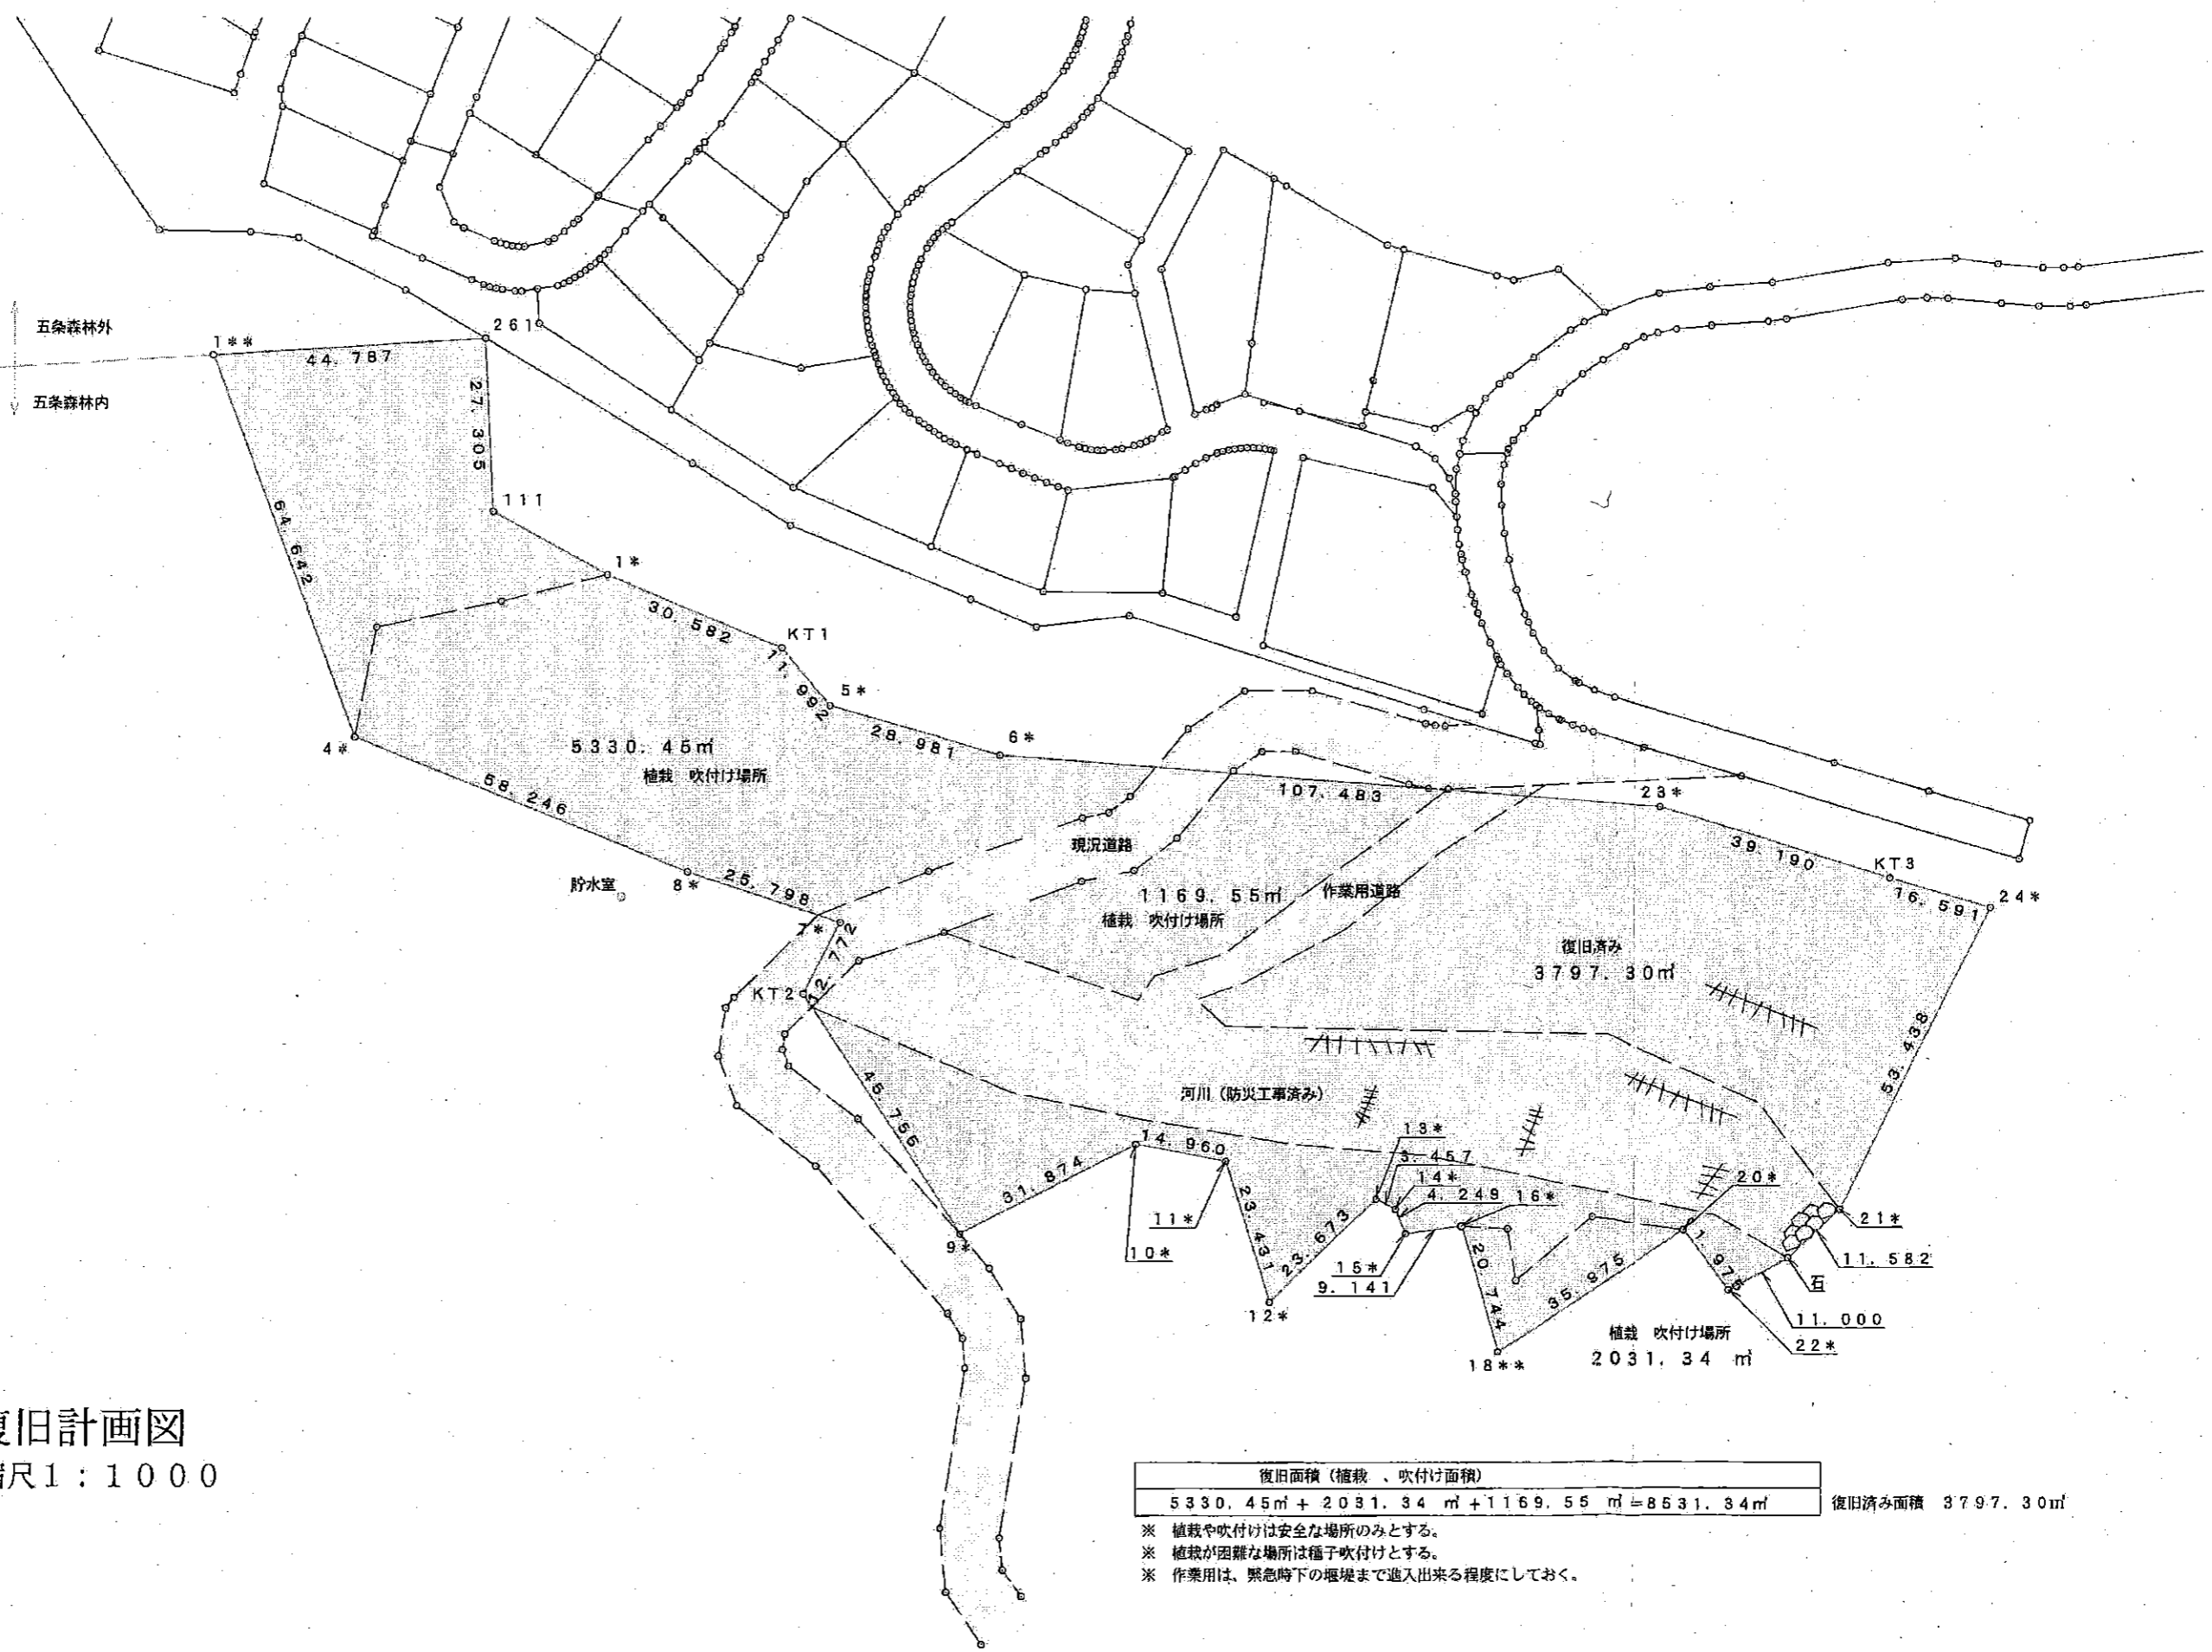 五条森林外
五条森林内
1**
44.787
261
27.305
111
64.642
1*
30.582
KT1
11.992
5*
28.981
6*
4*
5330.45㎡
植栽 吹付け場所
58.246
107.483
23*
39.190
KT3
16.591
24*
現況道路
貯水室
8*
25.798
7*
12.772
KT2
1169.55㎡
植栽 吹付け場所
作業用道路
復旧済み
3797.30㎡
53.438
45.755
河川(防災工事済み)
9*
31.874
10*
14.960
11*
23.431
12*
23.673
13*
3.457
14*
4.249
15*
9.141
16*
20.744
18**
35.975
20*
1.975
22*
11.000
石
11.582
21*
植栽 吹付け場所
2031.34 ㎡
旧計画図
尺1:1000
復旧面積(植栽 、吹付け面積)
5330.45㎡+ 2031.34 ㎡+1169.55 ㎡=8531.34㎡
復旧済み面積 3797.30㎡
※ 植栽や吹付けは安全な場所のみとする。
※ 植栽が困難な場所は種子吹付けとする。
※ 作業用は、緊急時下の堰堤まで進入出来る程度にしておく。